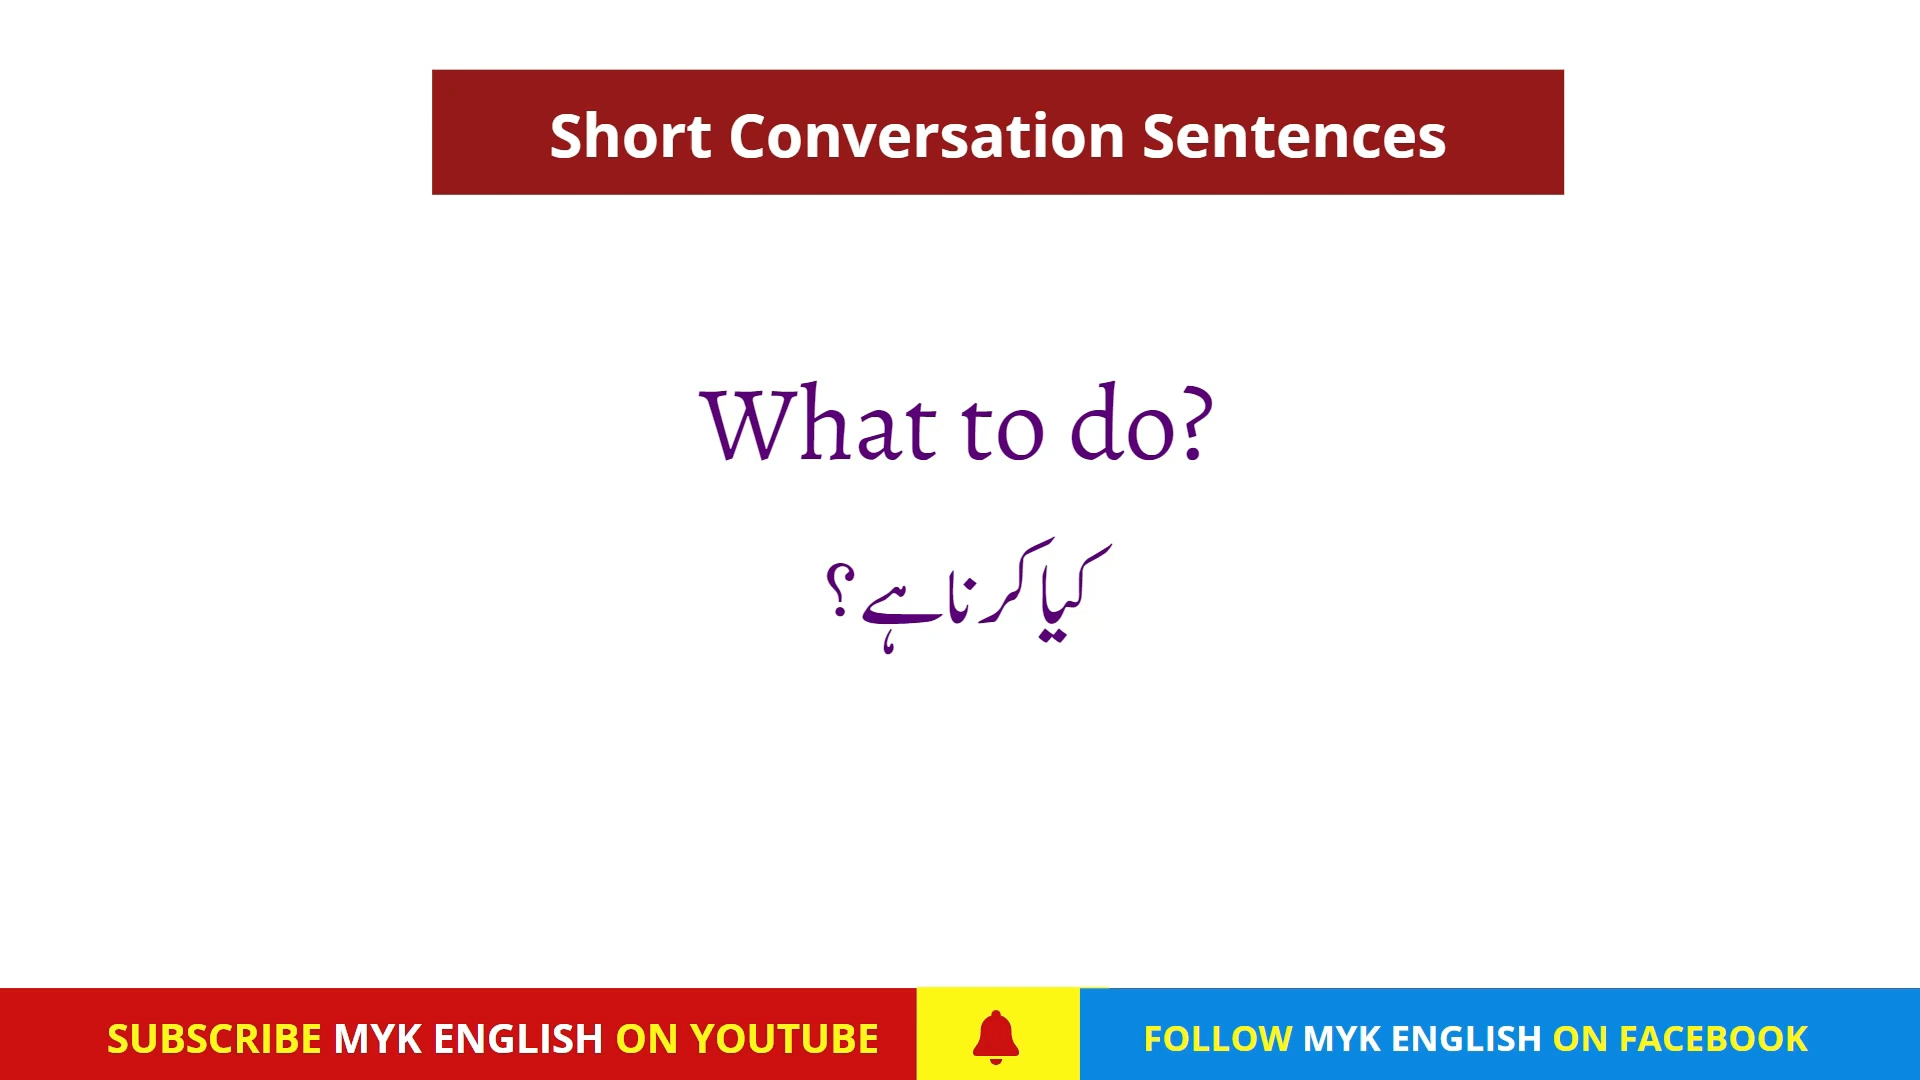 Short Conversation Sentences
What to do?
کیا کرنا ہے؟
SUBSCRIBE MYK ENGLISH ON YOUTUBE
FOLLOW MYK ENGLISH ON FACEBOOK